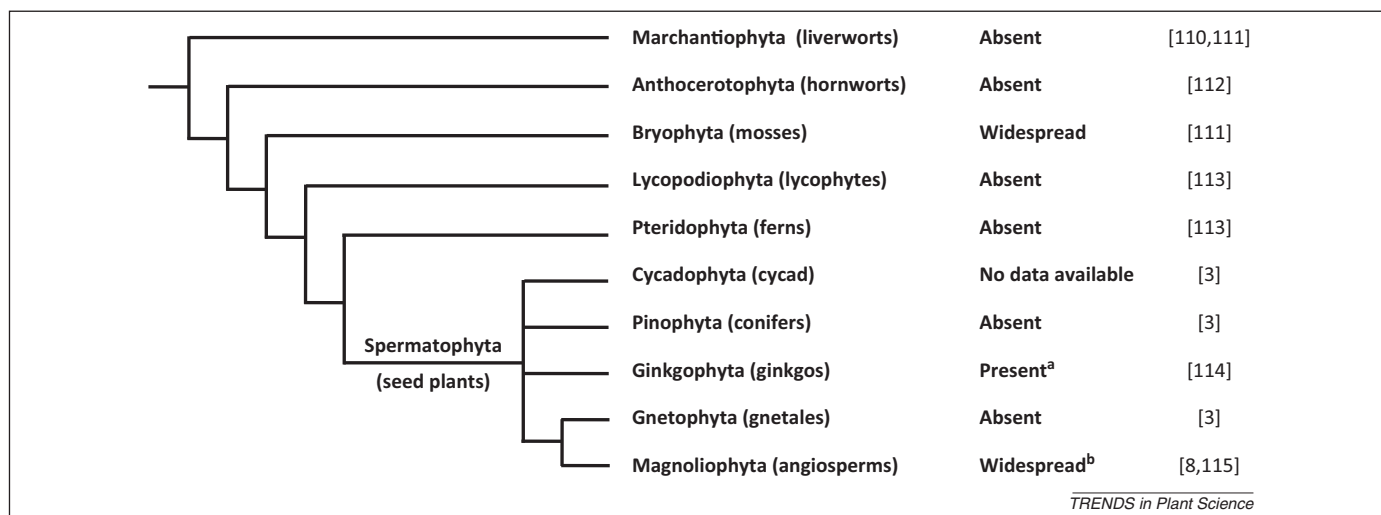 Marchantiophyta (liverworts) Absent [110,111]
Anthocerotophyta (hornworts) Absent [112]
Bryophyta (mosses) Widespread [111]
Lycopodiophyta (lycophytes) Absent [113]
Pteridophyta (ferns) Absent [113]
Cycadophyta (cycad) No data available [3]
Pinophyta (conifers) Absent [3]
Spermatophyta
(seed plants)
Ginkgophyta (ginkgos) Presentᵃ [114]
Gnetophyta (gnetales) Absent [3]
Magnoliophyta (angiosperms) Widespreadᵇ [8,115]
TRENDS in Plant Science